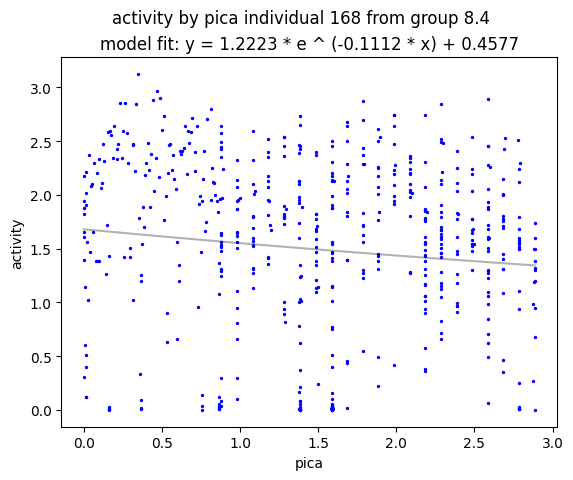 activity by pica individual 168 from group 8.4
model fit: y = 1.2223 * e ^ (-0.1112 * x) + 0.4577
3.0
2.5
2.0
1.5
1.0
0.5
0.0
activity
0.0 0.5 1.0 1.5 2.0 2.5 3.0
pica